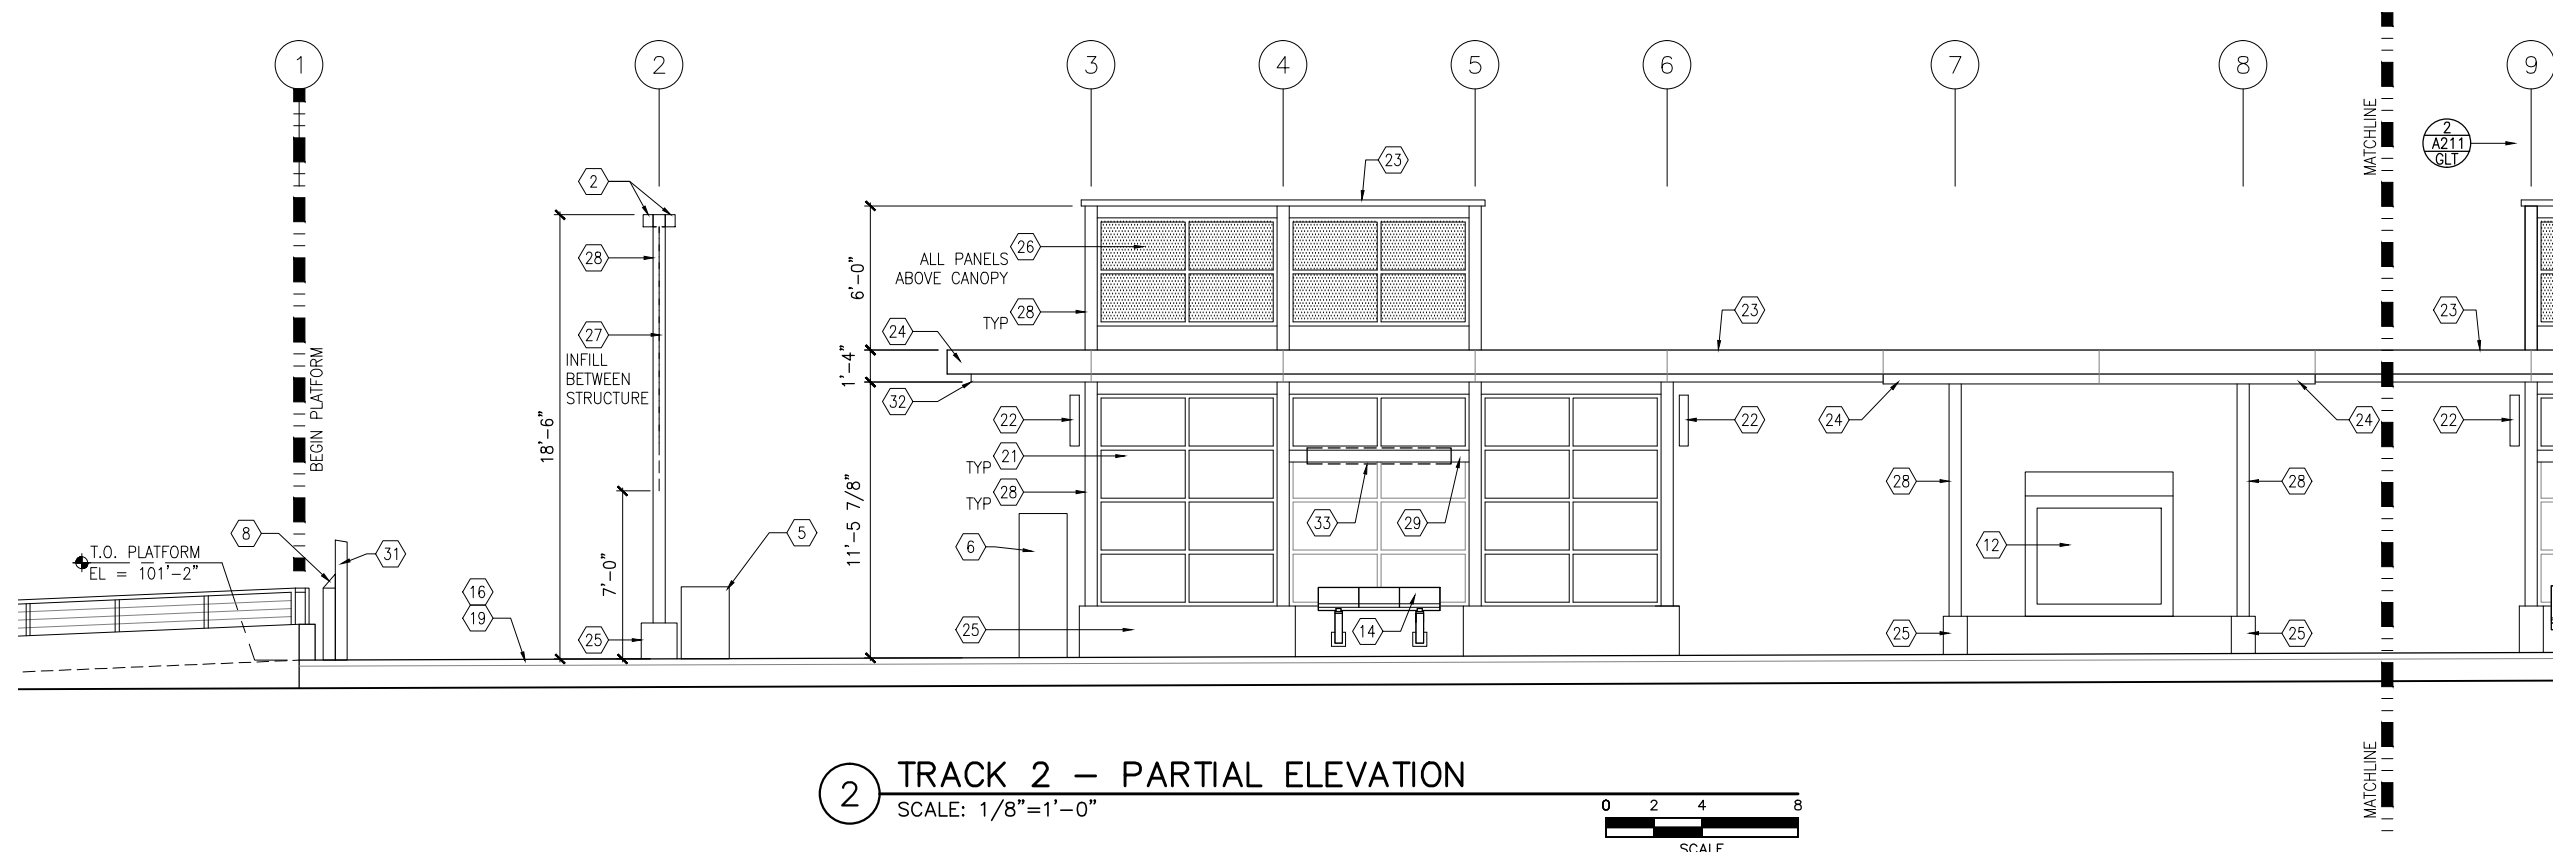 1
2
3
4
5
6
7
8
9
MATCHLINE
2
A211
GLT
23
2
26
ALL PANELS
ABOVE CANOPY
28
6'-0"
28
TYP
23
23
27
INFILL
BETWEEN
STRUCTURE
24
1'-4"
BEGIN PLATFORM
18'-6"
32
22
22
24
24
22
TYP 21
TYP 28
11'-5 7/8"
28
28
33
29
8
31
5
6
12
T.O. PLATFORM
EL = 101'-2"
7'-0"
16
19
25
25
14
25
25
2
TRACK 2 - PARTIAL ELEVATION
SCALE: 1/8"=1'-0"
0 2 4 8
SCALE
MATCHLINE